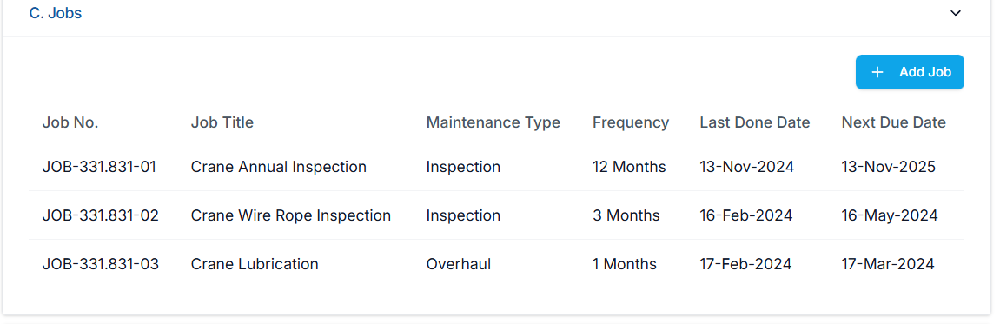 C. Jobs
+ Add Job
Job No. Job Title Maintenance Type Frequency Last Done Date Next Due Date
JOB-331.831-01 Crane Annual Inspection Inspection 12 Months 13-Nov-2024 13-Nov-2025
JOB-331.831-02 Crane Wire Rope Inspection Inspection 3 Months 16-Feb-2024 16-May-2024
JOB-331.831-03 Crane Lubrication Overhaul 1 Months 17-Feb-2024 17-Mar-2024